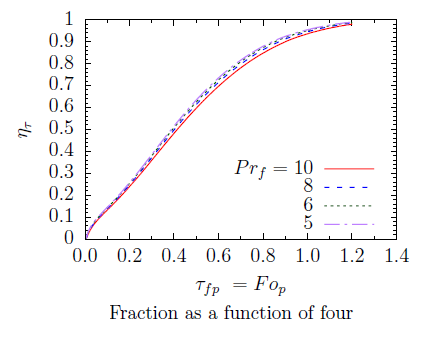 1
0.9
0.8
0.7
0.6
0.5
0.4
0.3
0.2
0.1
0
η_τ
Pr_f = 10
8
6
5
0.0 0.2 0.4 0.6 0.8 1.0 1.2 1.4
τ_fp = Fo_p
Fraction as a function of four